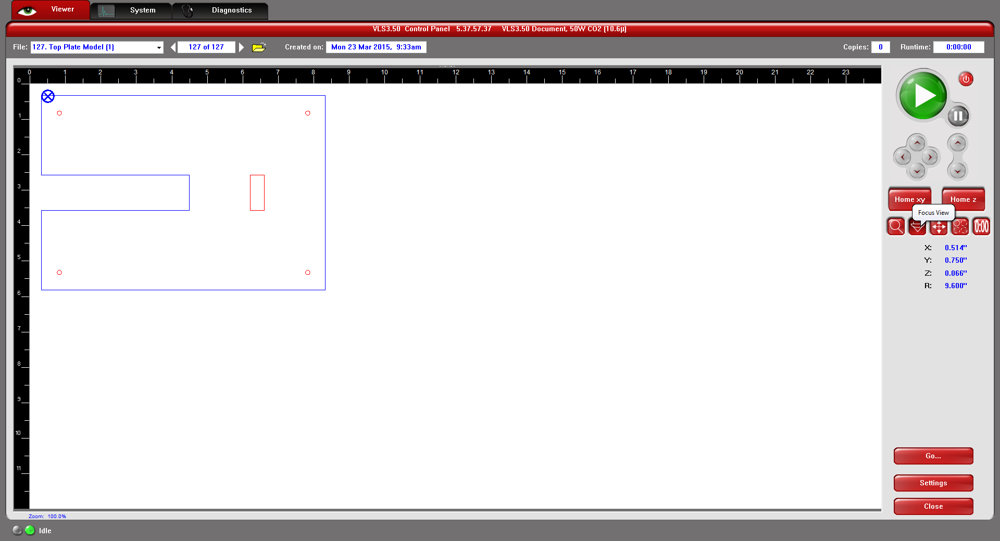 Viewer System Diagnostics
VLS3.50 Control Panel 5.37.57.37 VLS3.50 Document, 50W CO2 (10.6µ)
File: 127. Top Plate Model (1) 127 of 127 Created on: Mon 23 Mar 2015, 9:33am Copies: 0 Runtime: 0:00:00
0 1 2 3 4 5 6 7 8 9 10 11 12 13 14 15 16 17 18 19 20 21 22 23
0
1
2
3
4
5
6
7
8
9
10
11
Home xy Home z
Focus View
0:00
X: 0.514"
Y: 0.750"
Z: 0.066"
R: 9.600"
Go...
Settings
Close
Zoom: 100.0%
Idle